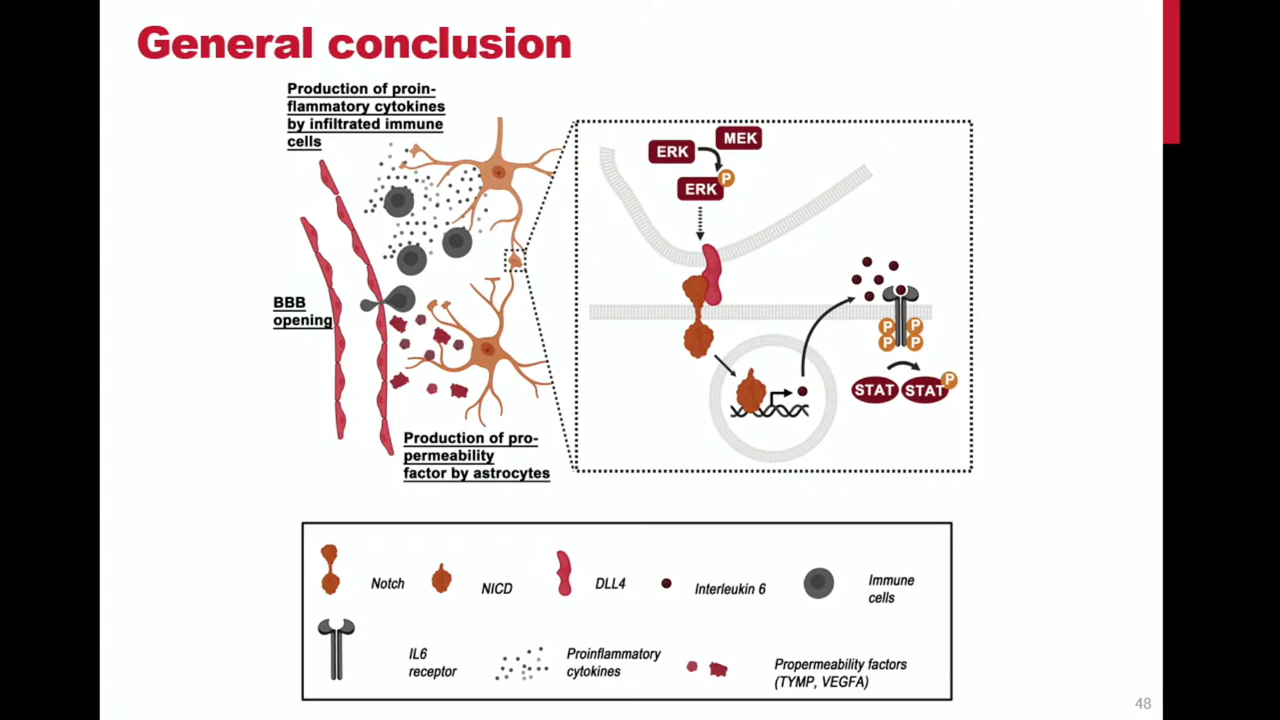 General conclusion
Production of proin-
flammatory cytokines
by infiltrated immune
cells
BBB
opening
Production of pro-
permeability
factor by astrocytes
MEK
ERK
P
ERK
P
P
P
P
STAT
STAT
P
Notch
NICD
DLL4
Interleukin 6
Immune
cells
IL6
receptor
Proinflammatory
cytokines
Propermeability factors
(TYMP, VEGFA)
48